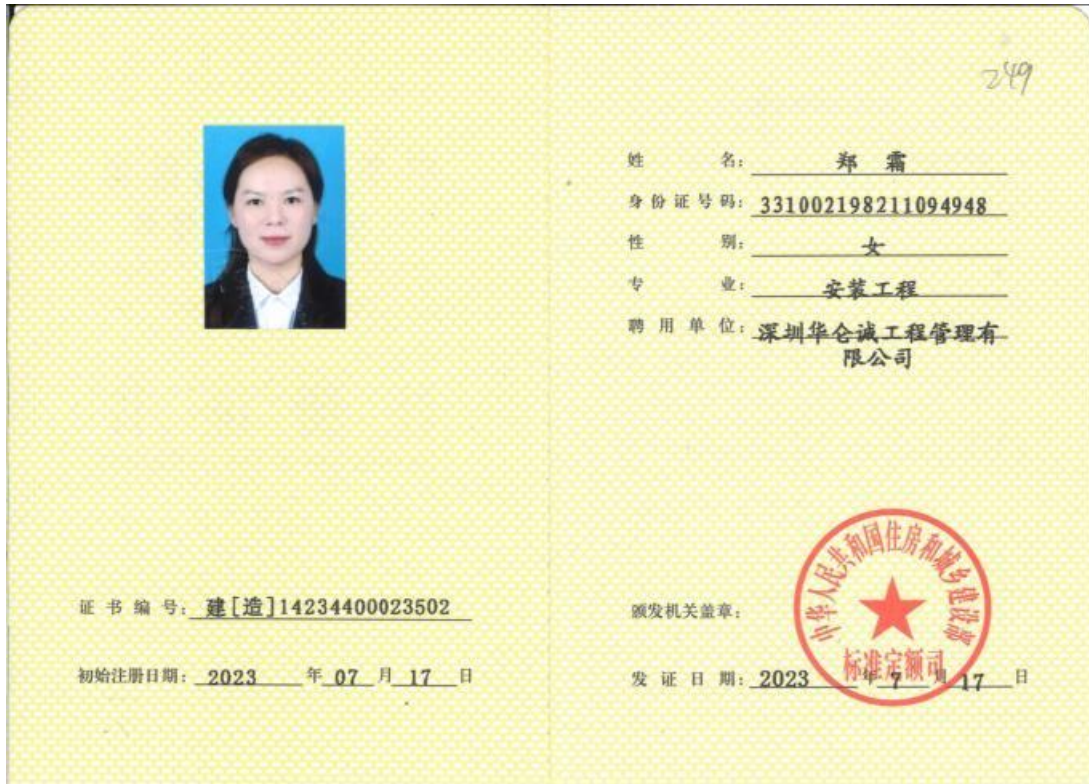 249
姓名：郑霜
身份证号码：331002198211094948
性别：女
专业：安装工程
聘用单位：深圳华仑诚工程管理有
限公司
证书编号：建[造]14234400023502
初始注册日期：2023年07月17日
颁发机关盖章：
中华人民共和国住房和城乡建设部
标准定额司
发证日期：2023年7月17日